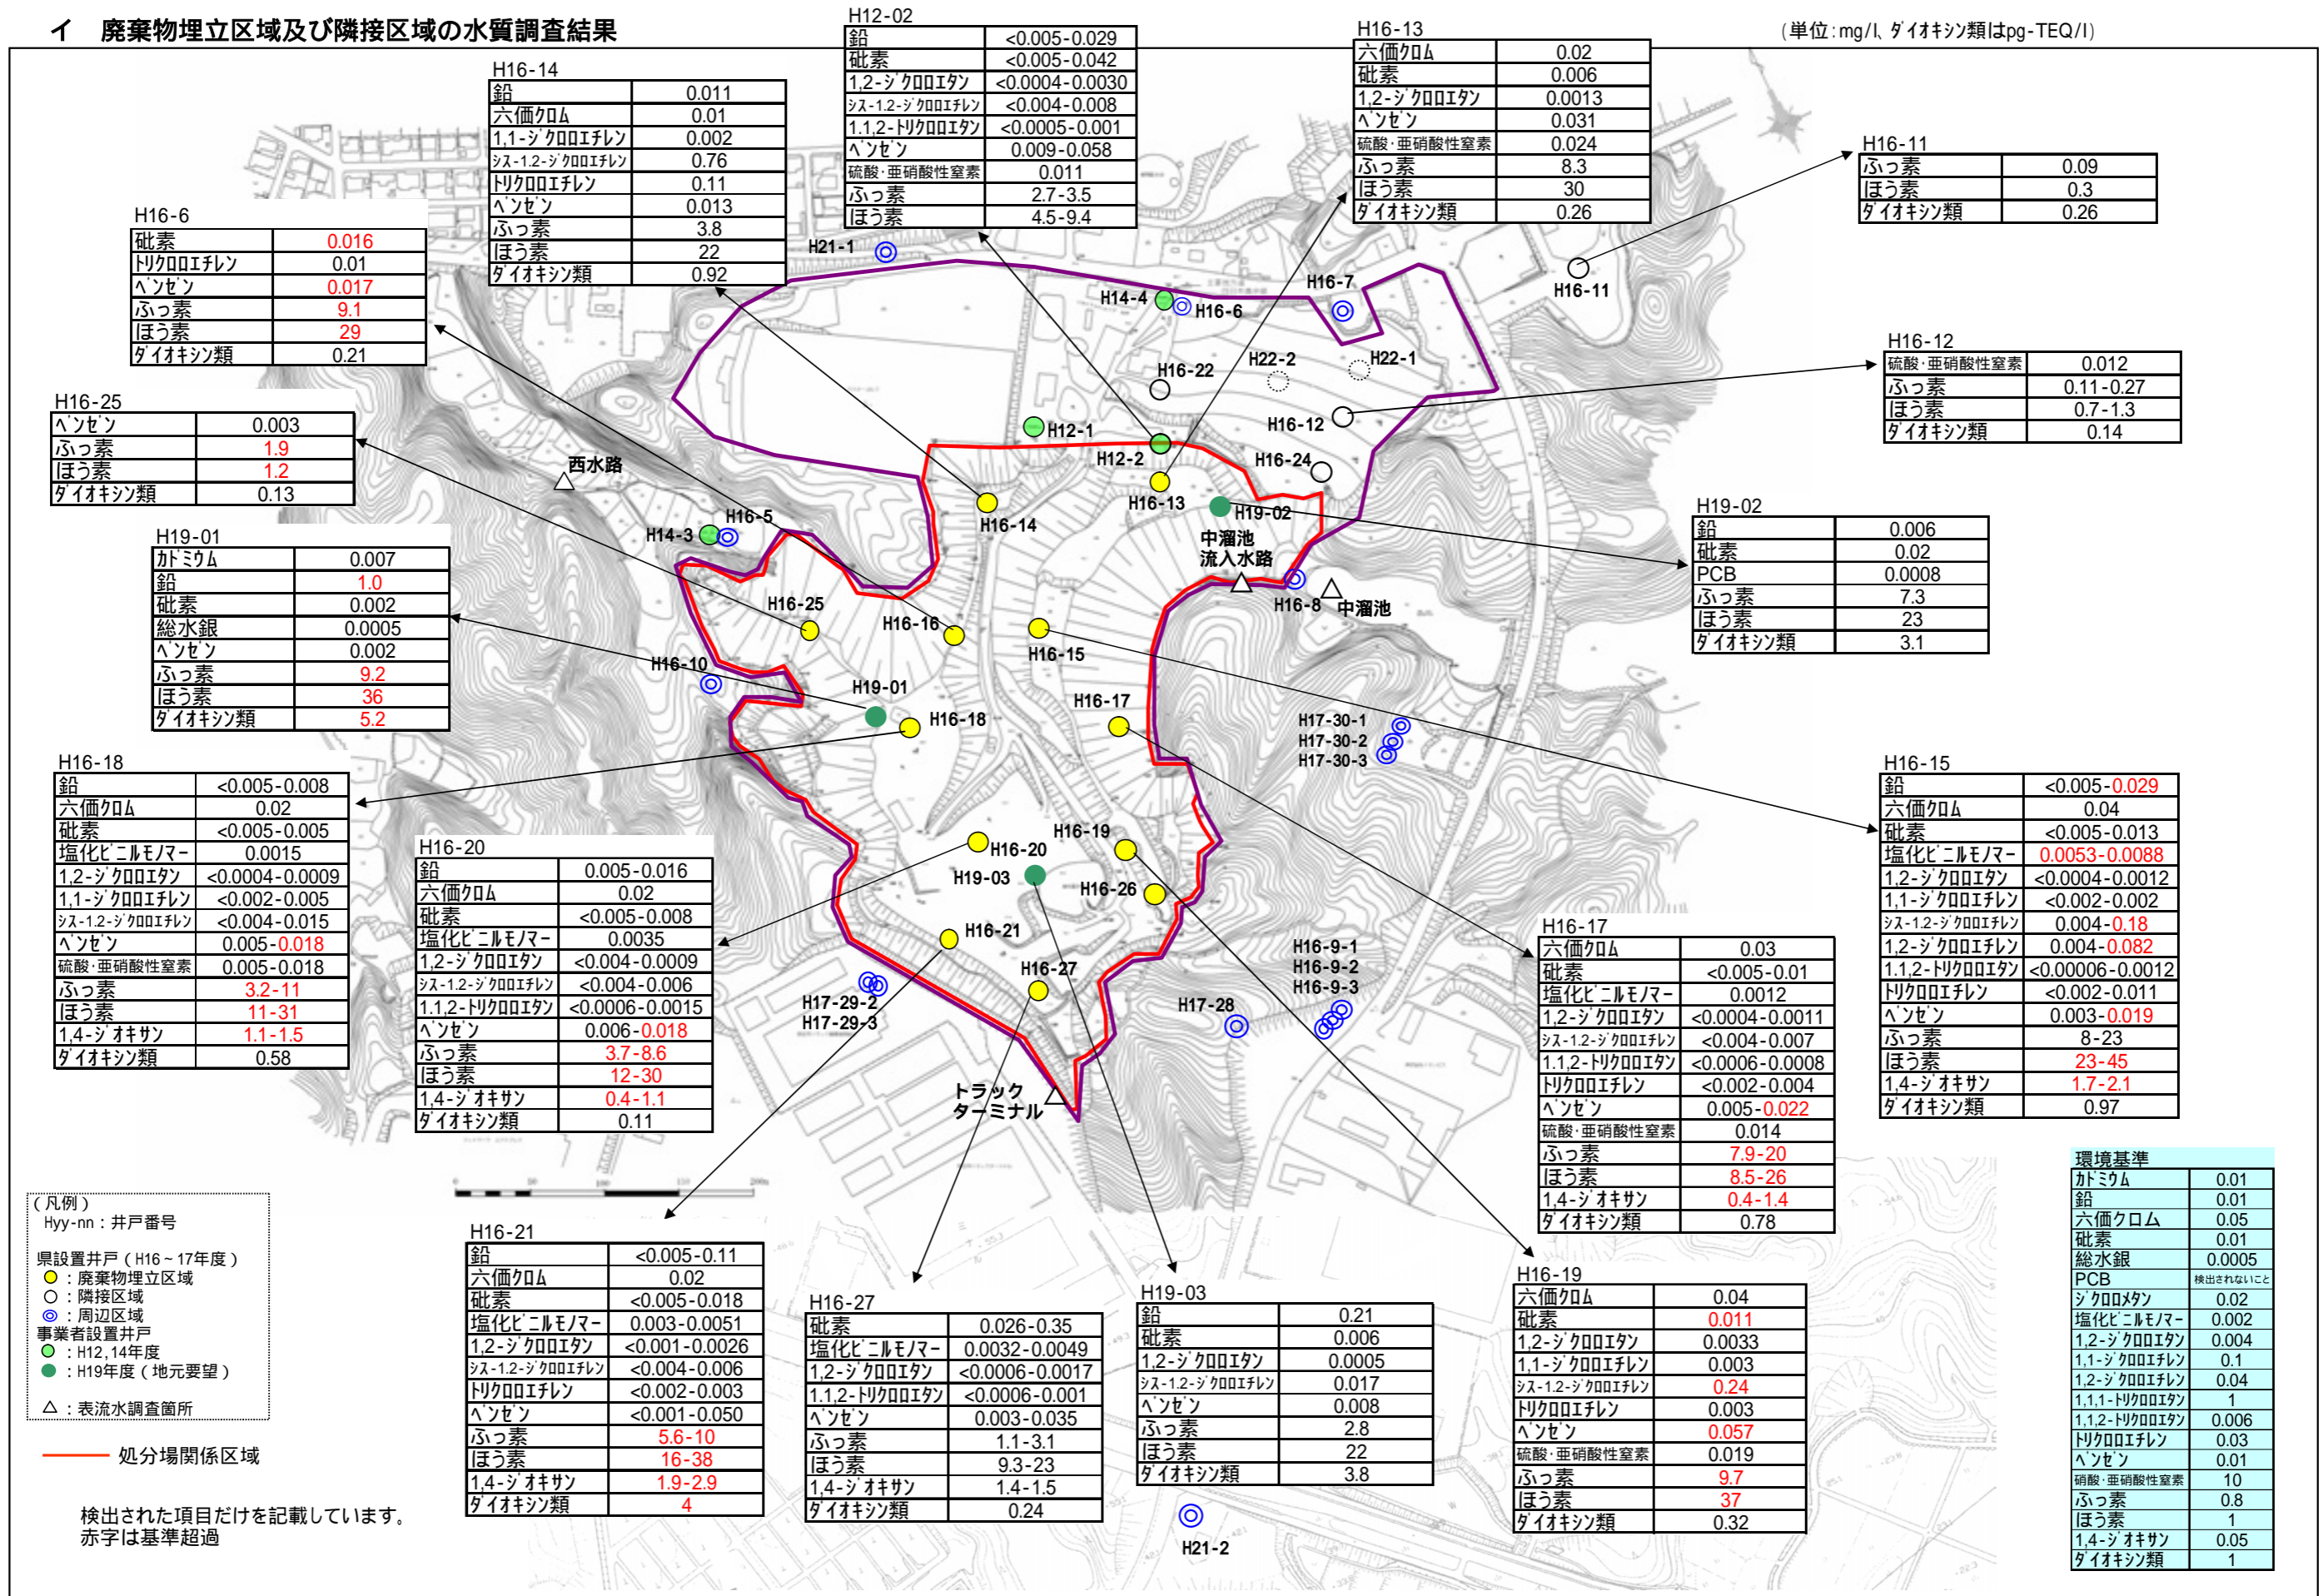 イ 廃棄物埋立区域及び隣接区域の水質調査結果
(単位:mg/l、ダイオキシン類はpg-TEQ/l)
H12-02
鉛 <0.005-0.029
砒素 <0.005-0.042
1,2-ジクロロエタン <0.0004-0.0030
シス-1.2-ジクロロエチレン <0.004-0.008
1.1,2-トリクロロエタン <0.0005-0.001
ベンゼン 0.009-0.058
硫酸・亜硝酸性窒素 0.011
ふっ素 2.7-3.5
ほう素 4.5-9.4
H16-13
六価クロム 0.02
砒素 0.006
1,2-ジクロロエタン 0.0013
ベンゼン 0.031
硫酸・亜硝酸性窒素 0.024
ふっ素 8.3
ほう素 30
ダイオキシン類 0.26
H16-14
鉛 0.011
六価クロム 0.01
1,1-ジクロロエチレン 0.002
シス-1.2-ジクロロエチレン 0.76
トリクロロエチレン 0.11
ベンゼン 0.013
ふっ素 3.8
ほう素 22
ダイオキシン類 0.92
H16-11
ふっ素 0.09
ほう素 0.3
ダイオキシン類 0.26
H16-6
砒素 0.016
トリクロロエチレン 0.01
ベンゼン 0.017
ふっ素 9.1
ほう素 29
ダイオキシン類 0.21
H16-12
硫酸・亜硝酸性窒素 0.012
ふっ素 0.11-0.27
ほう素 0.7-1.3
ダイオキシン類 0.14
H16-25
ベンゼン 0.003
ふっ素 1.9
ほう素 1.2
ダイオキシン類 0.13
H19-02
鉛 0.006
砒素 0.02
PCB 0.0008
ふっ素 7.3
ほう素 23
ダイオキシン類 3.1
H19-01
カドミウム 0.007
鉛 1.0
砒素 0.002
総水銀 0.0005
ベンゼン 0.002
ふっ素 9.2
ほう素 36
ダイオキシン類 5.2
H21-1
H14-4
H16-6
H16-7
H16-11
H16-22
H22-2
H22-1
H16-12
H12-1
H12-2
H16-24
西水路
H16-14
H16-13
H19-02
H14-3
H16-5
中溜池
流入水路
H16-8
中溜池
H16-25
H16-16
H16-15
H16-10
H19-01
H16-18
H16-17
H17-30-1
H17-30-2
H17-30-3
H16-20
H16-19
H19-03
H16-26
H16-21
H16-27
H16-9-1
H16-9-2
H16-9-3
H17-28
H17-29-2
H17-29-3
トラック
ターミナル
H21-2
H16-18
鉛 <0.005-0.008
六価クロム 0.02
砒素 <0.005-0.005
塩化ビニルモノマー 0.0015
1,2-ジクロロエタン <0.0004-0.0009
1,1-ジクロロエチレン <0.002-0.005
シス-1.2-ジクロロエチレン <0.004-0.015
ベンゼン 0.005-0.018
硫酸・亜硝酸性窒素 0.005-0.018
ふっ素 3.2-11
ほう素 11-31
1,4-ジオキサン 1.1-1.5
ダイオキシン類 0.58
H16-20
鉛 0.005-0.016
六価クロム 0.02
砒素 <0.005-0.008
塩化ビニルモノマー 0.0035
1,2-ジクロロエタン <0.004-0.0009
シス-1.2-ジクロロエチレン <0.004-0.006
1.1,2-トリクロロエタン <0.0006-0.0015
ベンゼン 0.006-0.018
ふっ素 3.7-8.6
ほう素 12-30
1,4-ジオキサン 0.4-1.1
ダイオキシン類 0.11
H16-15
鉛 <0.005-0.029
六価クロム 0.04
砒素 <0.005-0.013
塩化ビニルモノマー 0.0053-0.0088
1,2-ジクロロエタン <0.0004-0.0012
1,1-ジクロロエチレン <0.002-0.002
シス-1.2-ジクロロエチレン 0.004-0.18
1,2-ジクロロエチレン 0.004-0.082
1.1,2-トリクロロエタン <0.00006-0.0012
トリクロロエチレン <0.002-0.011
ベンゼン 0.003-0.019
ふっ素 8-23
ほう素 23-45
1,4-ジオキサン 1.7-2.1
ダイオキシン類 0.97
H16-17
六価クロム 0.03
砒素 <0.005-0.01
塩化ビニルモノマー 0.0012
1,2-ジクロロエタン <0.0004-0.0011
シス-1.2-ジクロロエチレン <0.004-0.007
1.1,2-トリクロロエタン <0.0006-0.0008
トリクロロエチレン <0.002-0.004
ベンゼン 0.005-0.022
硫酸・亜硝酸性窒素 0.014
ふっ素 7.9-20
ほう素 8.5-26
1,4-ジオキサン 0.4-1.4
ダイオキシン類 0.78
H16-21
鉛 <0.005-0.11
六価クロム 0.02
砒素 <0.005-0.018
塩化ビニルモノマー 0.003-0.0051
1,2-ジクロロエタン <0.001-0.0026
シス-1.2-ジクロロエチレン <0.004-0.006
トリクロロエチレン <0.002-0.003
ベンゼン <0.001-0.050
ふっ素 5.6-10
ほう素 16-38
1,4-ジオキサン 1.9-2.9
ダイオキシン類 4
H16-27
砒素 0.026-0.35
塩化ビニルモノマー 0.0032-0.0049
1,2-ジクロロエタン <0.0006-0.0017
1.1,2-トリクロロエタン <0.0006-0.001
ベンゼン 0.003-0.035
ふっ素 1.1-3.1
ほう素 9.3-23
1,4-ジオキサン 1.4-1.5
ダイオキシン類 0.24
H19-03
鉛 0.21
砒素 0.006
1,2-ジクロロエタン 0.0005
シス-1.2-ジクロロエチレン 0.017
ベンゼン 0.008
ふっ素 2.8
ほう素 22
ダイオキシン類 3.8
H16-19
六価クロム 0.04
砒素 0.011
1,2-ジクロロエタン 0.0033
1,1-ジクロロエチレン 0.003
シス-1.2-ジクロロエチレン 0.24
トリクロロエチレン 0.003
ベンゼン 0.057
硫酸・亜硝酸性窒素 0.019
ふっ素 9.7
ほう素 37
ダイオキシン類 0.32
環境基準
カドミウム 0.01
鉛 0.01
六価クロム 0.05
砒素 0.01
総水銀 0.0005
PCB 検出されないこと
ジクロロメタン 0.02
塩化ビニルモノマー 0.002
1,2-ジクロロエタン 0.004
1,1-ジクロロエチレン 0.1
1,2-ジクロロエチレン 0.04
1,1,1-トリクロロエタン 1
1,1,2-トリクロロエタン 0.006
トリクロロエチレン 0.03
ベンゼン 0.01
硝酸・亜硝酸性窒素 10
ふっ素 0.8
ほう素 1
1,4-ジオキサン 0.05
ダイオキシン類 1
(凡例)
Hyy-nn:井戸番号
県設置井戸(H16~17年度)
:廃棄物埋立区域
:隣接区域
:周辺区域
事業者設置井戸
:H12,14年度
:H19年度(地元要望)
△:表流水調査箇所
処分場関係区域
検出された項目だけを記載しています。
赤字は基準超過
0 50 100 150 200m